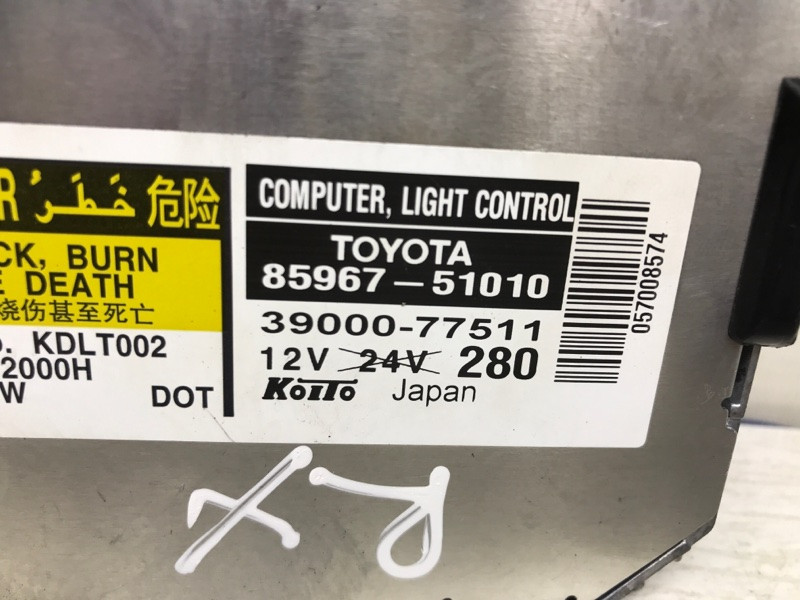 R خَطَرْ 危险
CK, BURN
E DEATH
烧伤甚至死亡
o. KDLT002
2000H
W DOT
COMPUTER, LIGHT CONTROL
TOYOTA
85967-51010
39000-77511
12V 24V 280
KOITO Japan
057008574